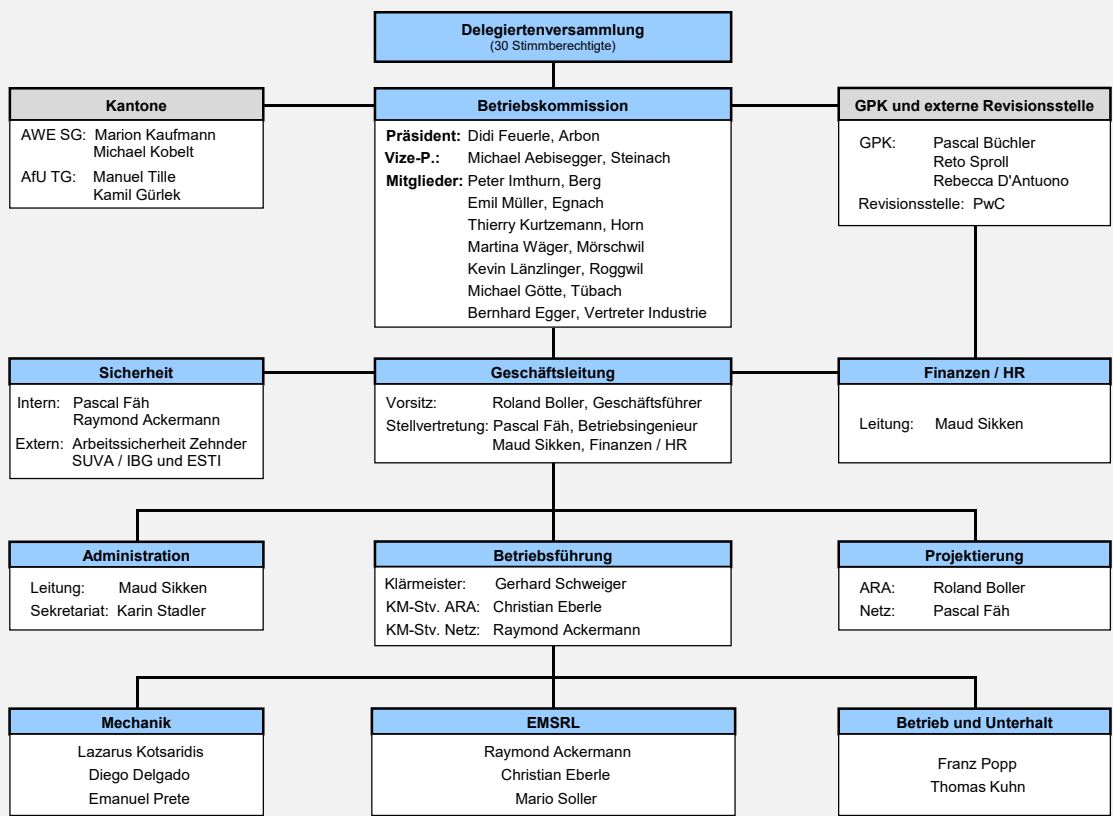 Delegiertenversammlung
(30 Stimmberechtigte)
Kantone
AWE SG: Marion Kaufmann
Michael Kobelt
AfU TG: Manuel Tille
Kamil Gürlek
Betriebskommission
Präsident: Didi Feuerle, Arbon
Vize-P.: Michael Aebisegger, Steinach
Mitglieder: Peter Imthurn, Berg
Emil Müller, Egnach
Thierry Kurtzemann, Horn
Martina Wäger, Mörschwil
Kevin Länzlinger, Roggwil
Michael Götte, Tübach
Bernhard Egger, Vertreter Industrie
GPK und externe Revisionsstelle
GPK: Pascal Büchler
Reto Sproll
Rebecca D'Antuono
Revisionsstelle: PwC
Sicherheit
Intern: Pascal Fäh
Raymond Ackermann
Extern: Arbeitssicherheit Zehnder
SUVA / IBG und ESTI
Geschäftsleitung
Vorsitz: Roland Boller, Geschäftsführer
Stellvertretung: Pascal Fäh, Betriebsingenieur
Maud Sikken, Finanzen / HR
Finanzen / HR
Leitung: Maud Sikken
Administration
Leitung: Maud Sikken
Sekretariat: Karin Stadler
Betriebsführung
Klärmeister: Gerhard Schweiger
KM-Stv. ARA: Christian Eberle
KM-Stv. Netz: Raymond Ackermann
Projektierung
ARA: Roland Boller
Netz: Pascal Fäh
Mechanik
Lazarus Kotsaridis
Diego Delgado
Emanuel Prete
EMSRL
Raymond Ackermann
Christian Eberle
Mario Soller
Betrieb und Unterhalt
Franz Popp
Thomas Kuhn